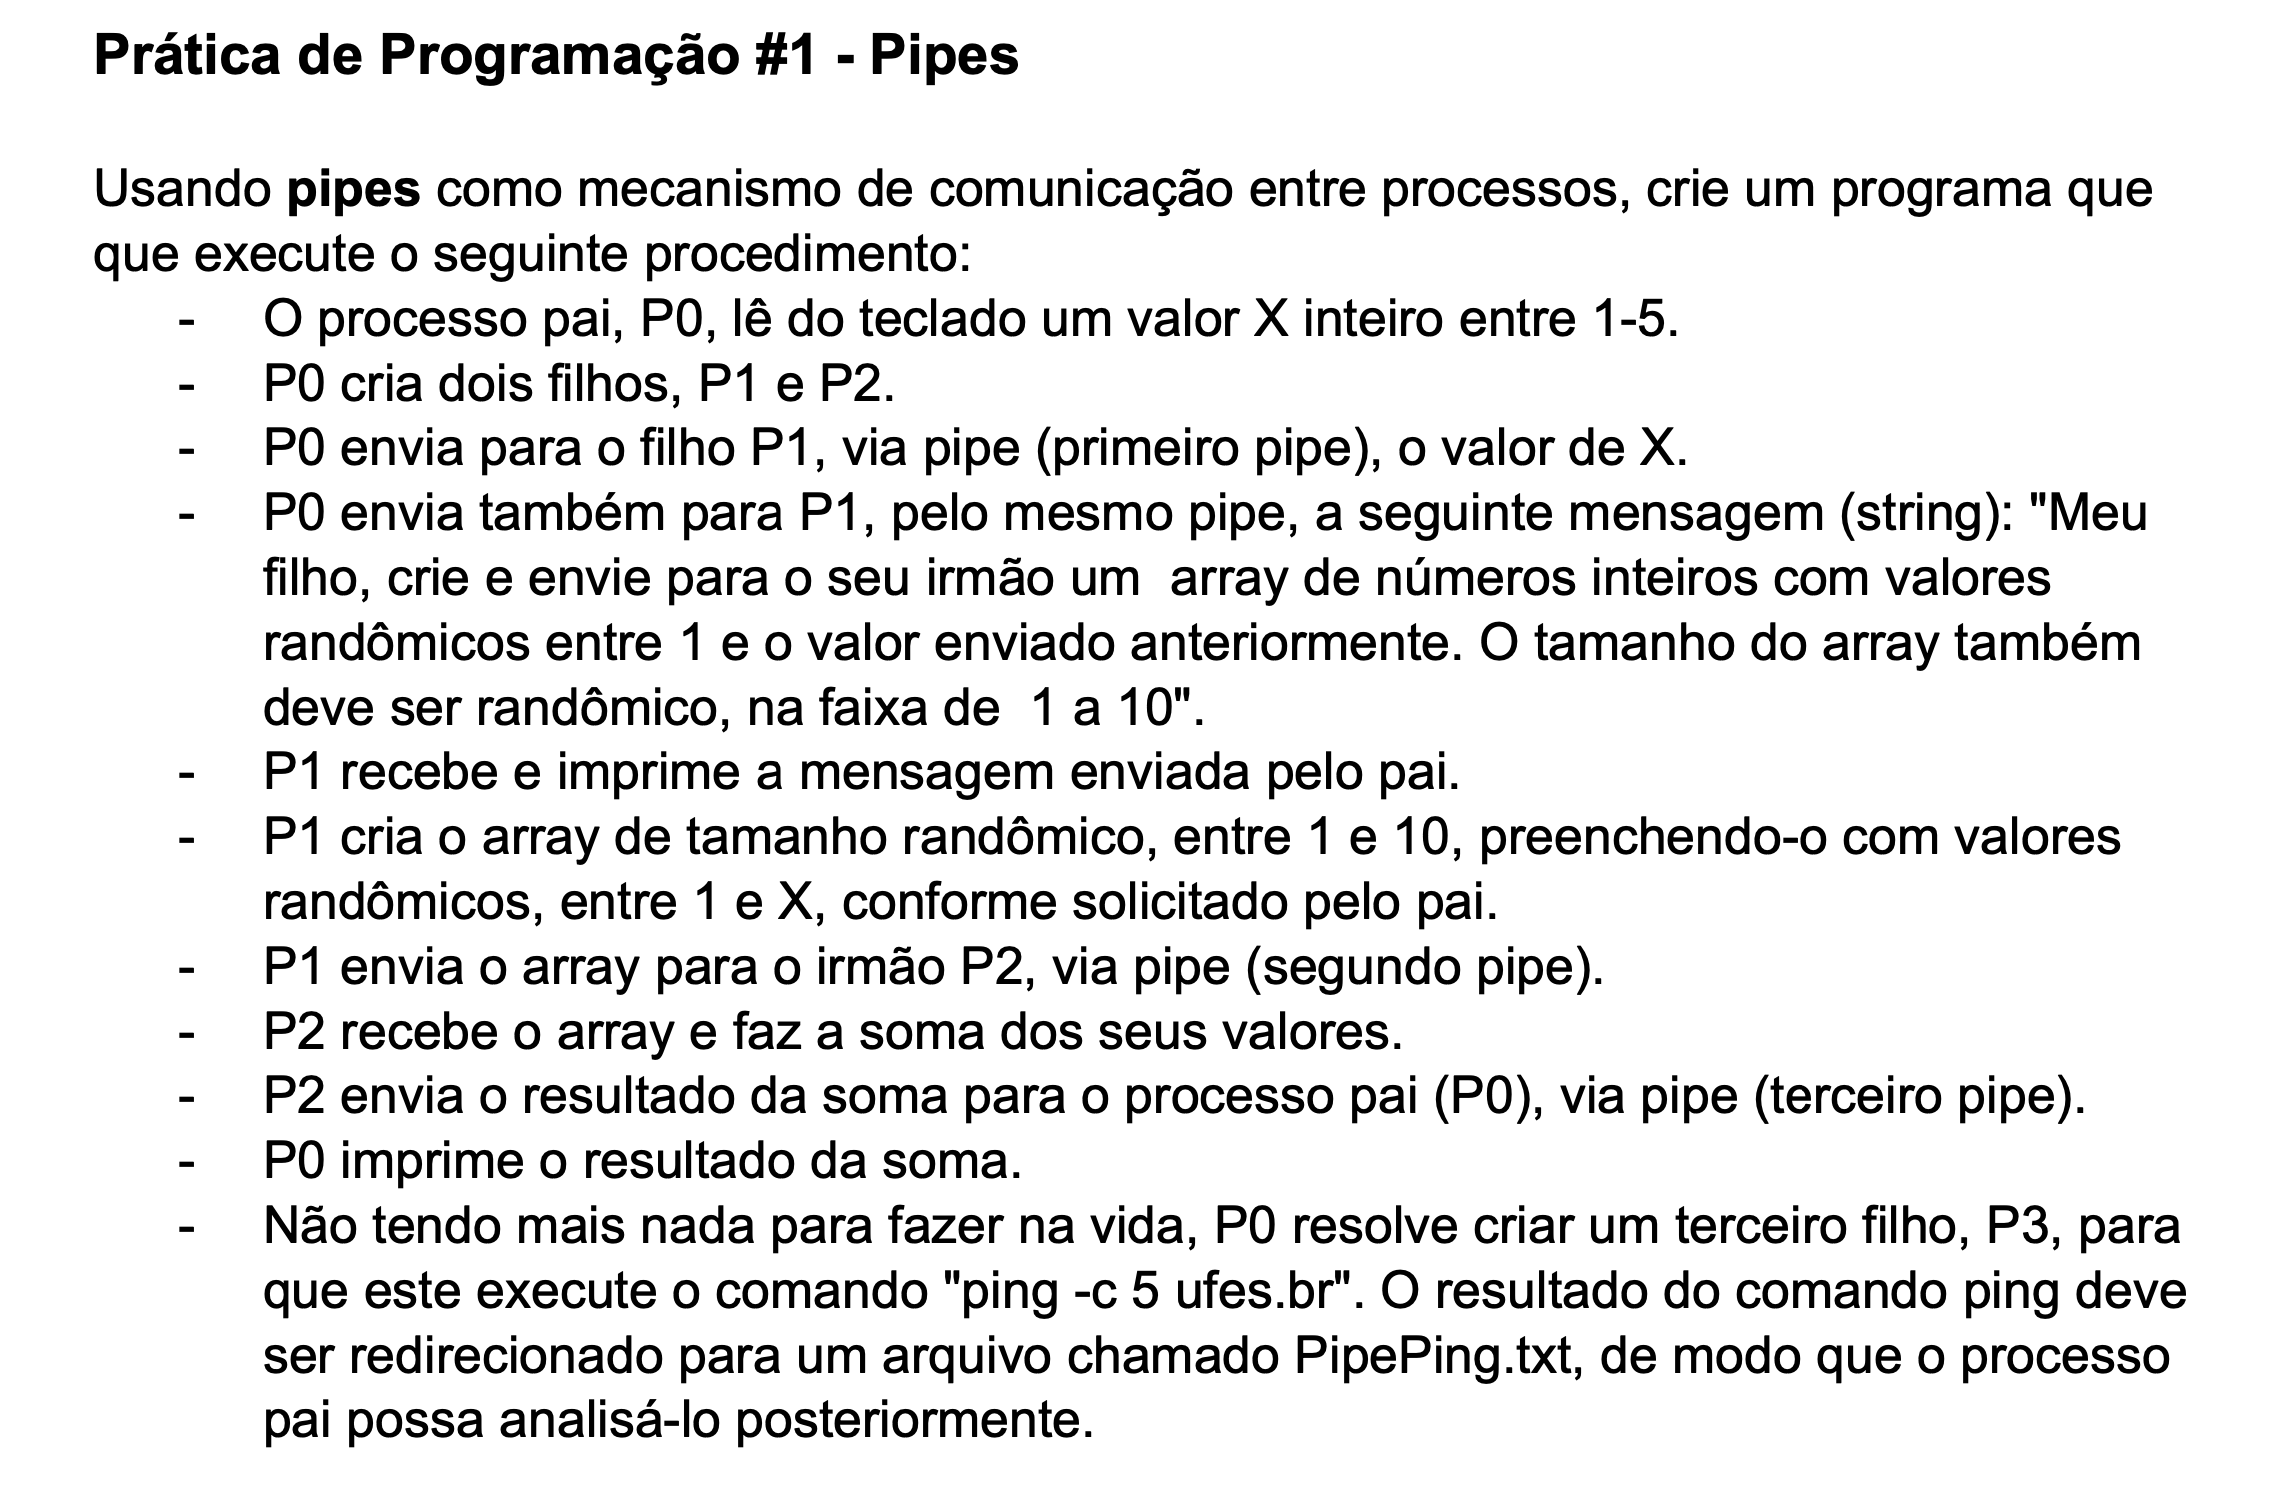 Prática de Programação #1 - Pipes
Usando pipes como mecanismo de comunicação entre processos, crie um programa que
que execute o seguinte procedimento:
- O processo pai, P0, lê do teclado um valor X inteiro entre 1-5.
- P0 cria dois filhos, P1 e P2.
- P0 envia para o filho P1, via pipe (primeiro pipe), o valor de X.
- P0 envia também para P1, pelo mesmo pipe, a seguinte mensagem (string): "Meu
filho, crie e envie para o seu irmão um  array de números inteiros com valores
randômicos entre 1 e o valor enviado anteriormente. O tamanho do array também
deve ser randômico, na faixa de  1 a 10".
- P1 recebe e imprime a mensagem enviada pelo pai.
- P1 cria o array de tamanho randômico, entre 1 e 10, preenchendo-o com valores
randômicos, entre 1 e X, conforme solicitado pelo pai.
- P1 envia o array para o irmão P2, via pipe (segundo pipe).
- P2 recebe o array e faz a soma dos seus valores.
- P2 envia o resultado da soma para o processo pai (P0), via pipe (terceiro pipe).
- P0 imprime o resultado da soma.
- Não tendo mais nada para fazer na vida, P0 resolve criar um terceiro filho, P3, para
que este execute o comando "ping -c 5 ufes.br". O resultado do comando ping deve
ser redirecionado para um arquivo chamado PipePing.txt, de modo que o processo
pai possa analisá-lo posteriormente.